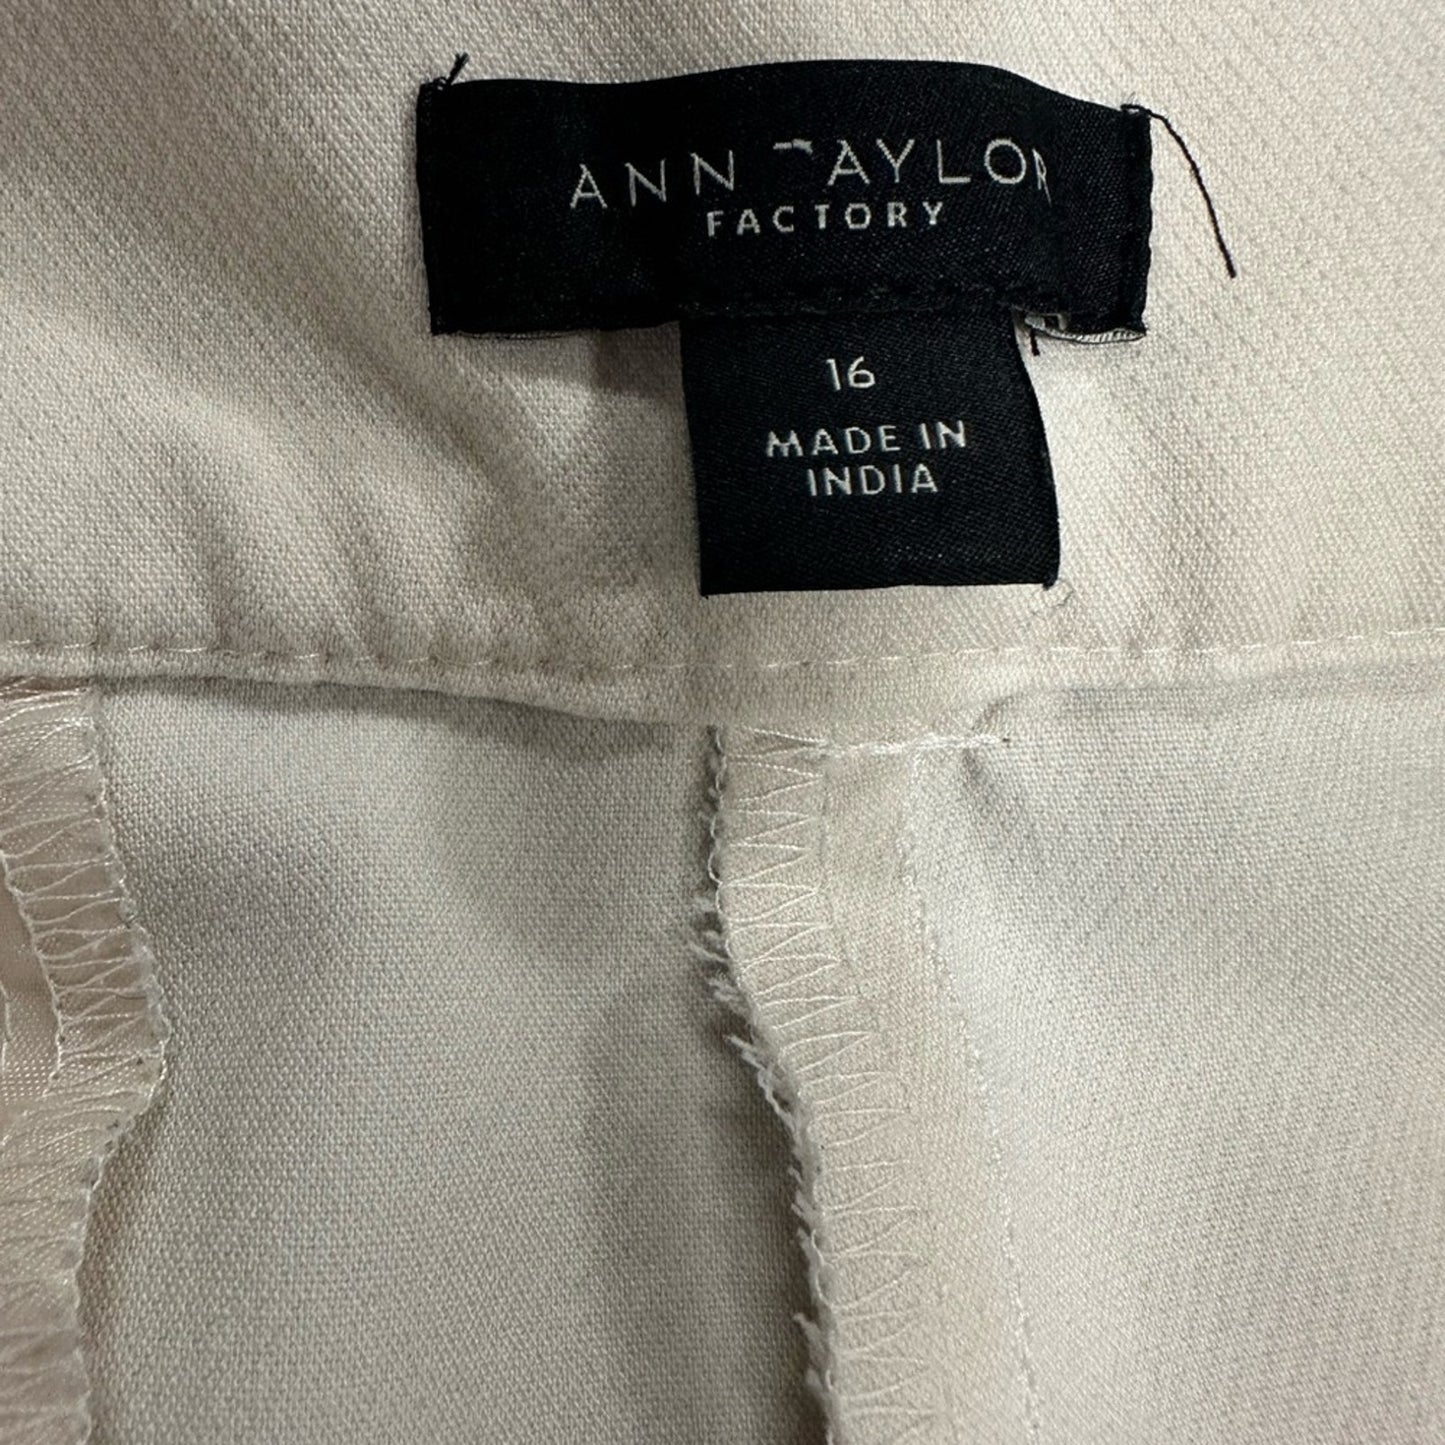 ANN TAYLOR
FACTORY
16
MADE IN
INDIA